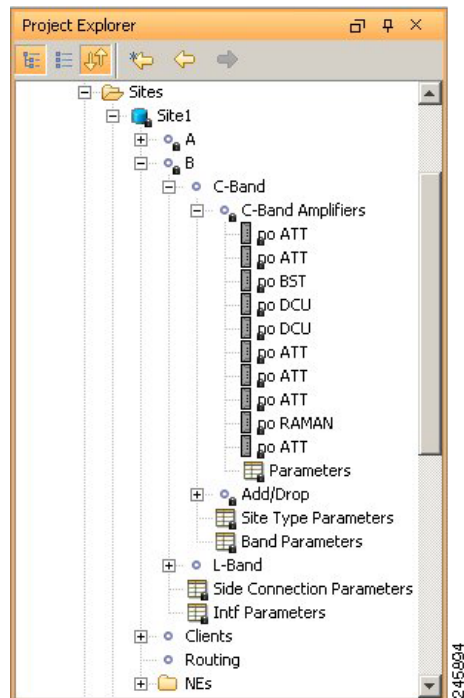 Project Explorer
Sites
Site1
A
B
C-Band
C-Band Amplifiers
po ATT
po ATT
po BST
po DCU
po DCU
po ATT
po ATT
po ATT
po RAMAN
po ATT
Parameters
Add/Drop
Site Type Parameters
Band Parameters
L-Band
Side Connection Parameters
Intf Parameters
Clients
Routing
NEs
245894